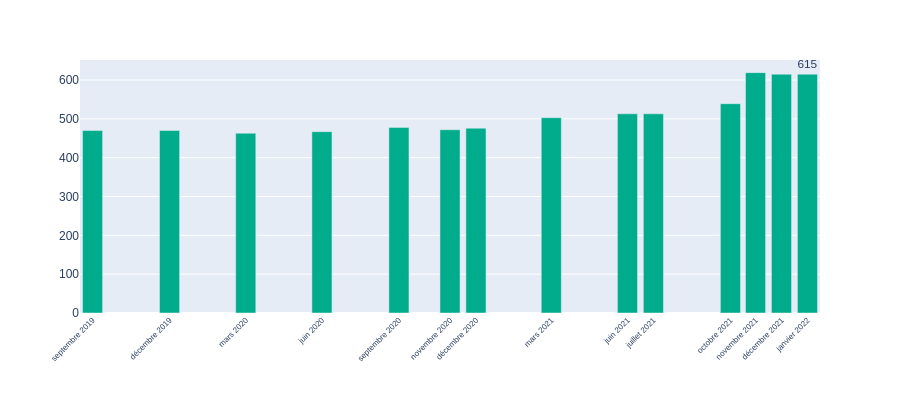 615
600
500
400
300
200
100
0
septembre 2019
décembre 2019
mars 2020
juin 2020
septembre 2020
novembre 2020
décembre 2020
mars 2021
juin 2021
juillet 2021
octobre 2021
novembre 2021
décembre 2021
janvier 2022